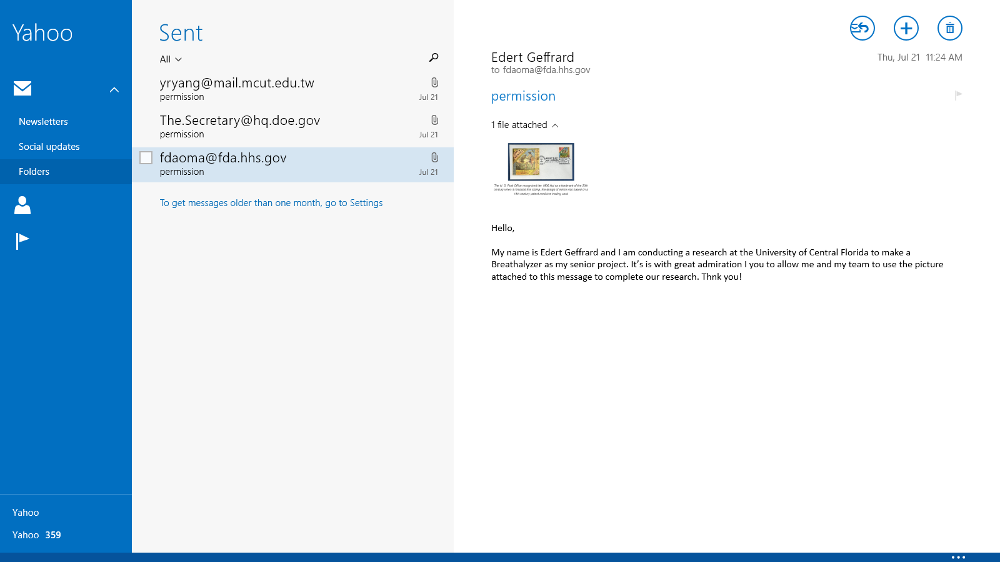 Yahoo
Newsletters
Social updates
Folders
Yahoo
Yahoo 359
Sent
All
yryang@mail.mcut.edu.tw
permission
Jul 21
The.Secretary@hq.doe.gov
permission
Jul 21
fdaoma@fda.hhs.gov
permission
Jul 21
To get messages older than one month, go to Settings
Edert Geffrard
Thu, Jul 21 11:24 AM
to fdaoma@fda.hhs.gov
permission
1 file attached
The U. S. Post Office recognized the 1906 Act as a landmark of the 20th
century when it released this stamp, the design of which was based on a
19th century patent medicine trading card.
Hello,
My name is Edert Geffrard and I am conducting a research at the University of Central Florida to make a
Breathalyzer as my senior project. It's is with great admiration I you to allow me and my team to use the picture
attached to this message to complete our research. Thnk you!